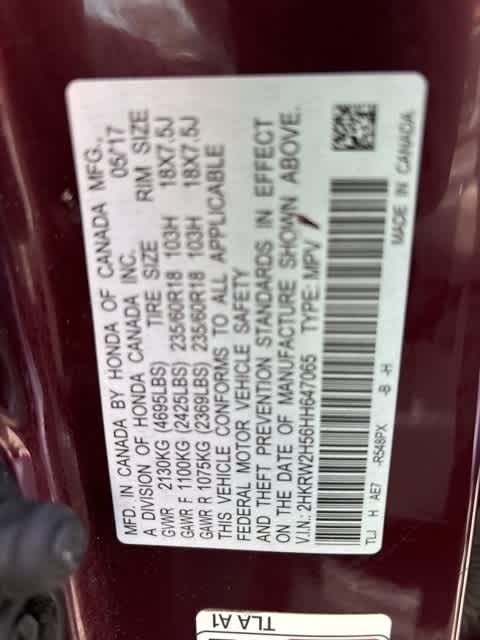 MFD. IN CANADA BY HONDA OF CANADA MFG.,
A DIVISION OF HONDA CANADA INC. 05/17
TIRE SIZE RIM SIZE
GVWR 2130KG (4695LBS)
GAWR F 1100KG (2425LBS) 235/60R18 103H 18X7.5J
GAWR R 1075KG (2369LBS) 235/60R18 103H 18X7.5J
THIS VEHICLE CONFORMS TO ALL APPLICABLE
FEDERAL MOTOR VEHICLE SAFETY
AND THEFT PREVENTION STANDARDS IN EFFECT
ON THE DATE OF MANUFACTURE SHOWN ABOVE.
V.I.N.: 2HKRW2H56HH647065 TYPE: MPV
TLJ H AE7 -R548PX -B -H
MADE IN CANADA
TLA A1